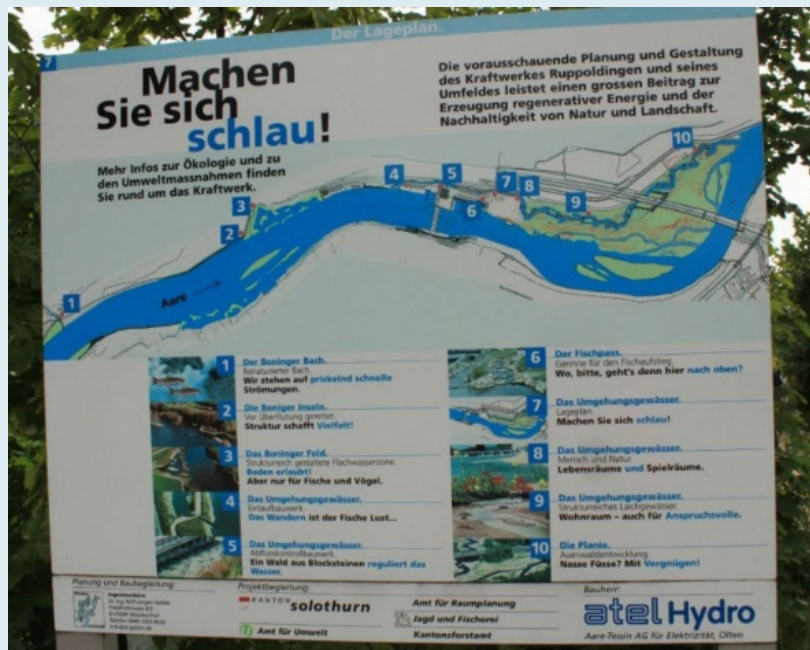 Der Lageplan.
7
Machen
Sie sich
schlau!
Mehr Infos zur Ökologie und zu
den Umweltmassnahmen finden
Sie rund um das Kraftwerk.
Die vorausschauende Planung und Gestaltung
des Kraftwerkes Ruppoldingen und seines
Umfeldes leistet einen grossen Beitrag zur
Erzeugung regenerativer Energie und der
Nachhaltigkeit von Natur und Landschaft.
10
4
5
7
8
3
6
9
2
Aare
1
1
Der Boninger Bach.
Renaturierter Bach.
Wir stehen auf prickelnd schnelle
Strömungen.
2
Die Boniger Inseln.
Vor Überflutung gerettet.
Struktur schafft Vielfalt!
3
Das Boninger Feld.
Strukturreich gestaltete Flachwasserzone.
Baden erlaubt!
Aber nur für Fische und Vögel.
4
Das Umgehungsgewässer.
Einlaufbauwerk.
Das Wandern ist der Fische Lust...
5
Das Umgehungsgewässer.
Abflusskontrollbauwerk.
Ein Wald aus Blocksteinen reguliert das
Wasser.
6
Der Fischpass.
Gerinne für den Fischaufstieg.
Wo, bitte, geht's denn hier nach oben?
7
Das Umgehungsgewässer.
Lageplan.
Machen Sie sich schlau!
8
Das Umgehungsgewässer.
Mensch und Natur.
Lebensräume und Spielräume.
9
Das Umgehungsgewässer.
Strukturreiches Laichgewässer.
Wohnraum – auch für Anspruchsvolle.
10
Die Planie.
Auenwaldentwicklung.
Nasse Füsse? Mit Vergnügen!
Planung und Baubegleitung:
Ingenieurbüro
Projektbegleitung:
KANTON solothurn
Amt für Umwelt
Amt für Raumplanung
Jagd und Fischerei
Kantonsforstamt
Bauherr:
atel Hydro
Aare-Tessin AG für Elektrizität, Olten